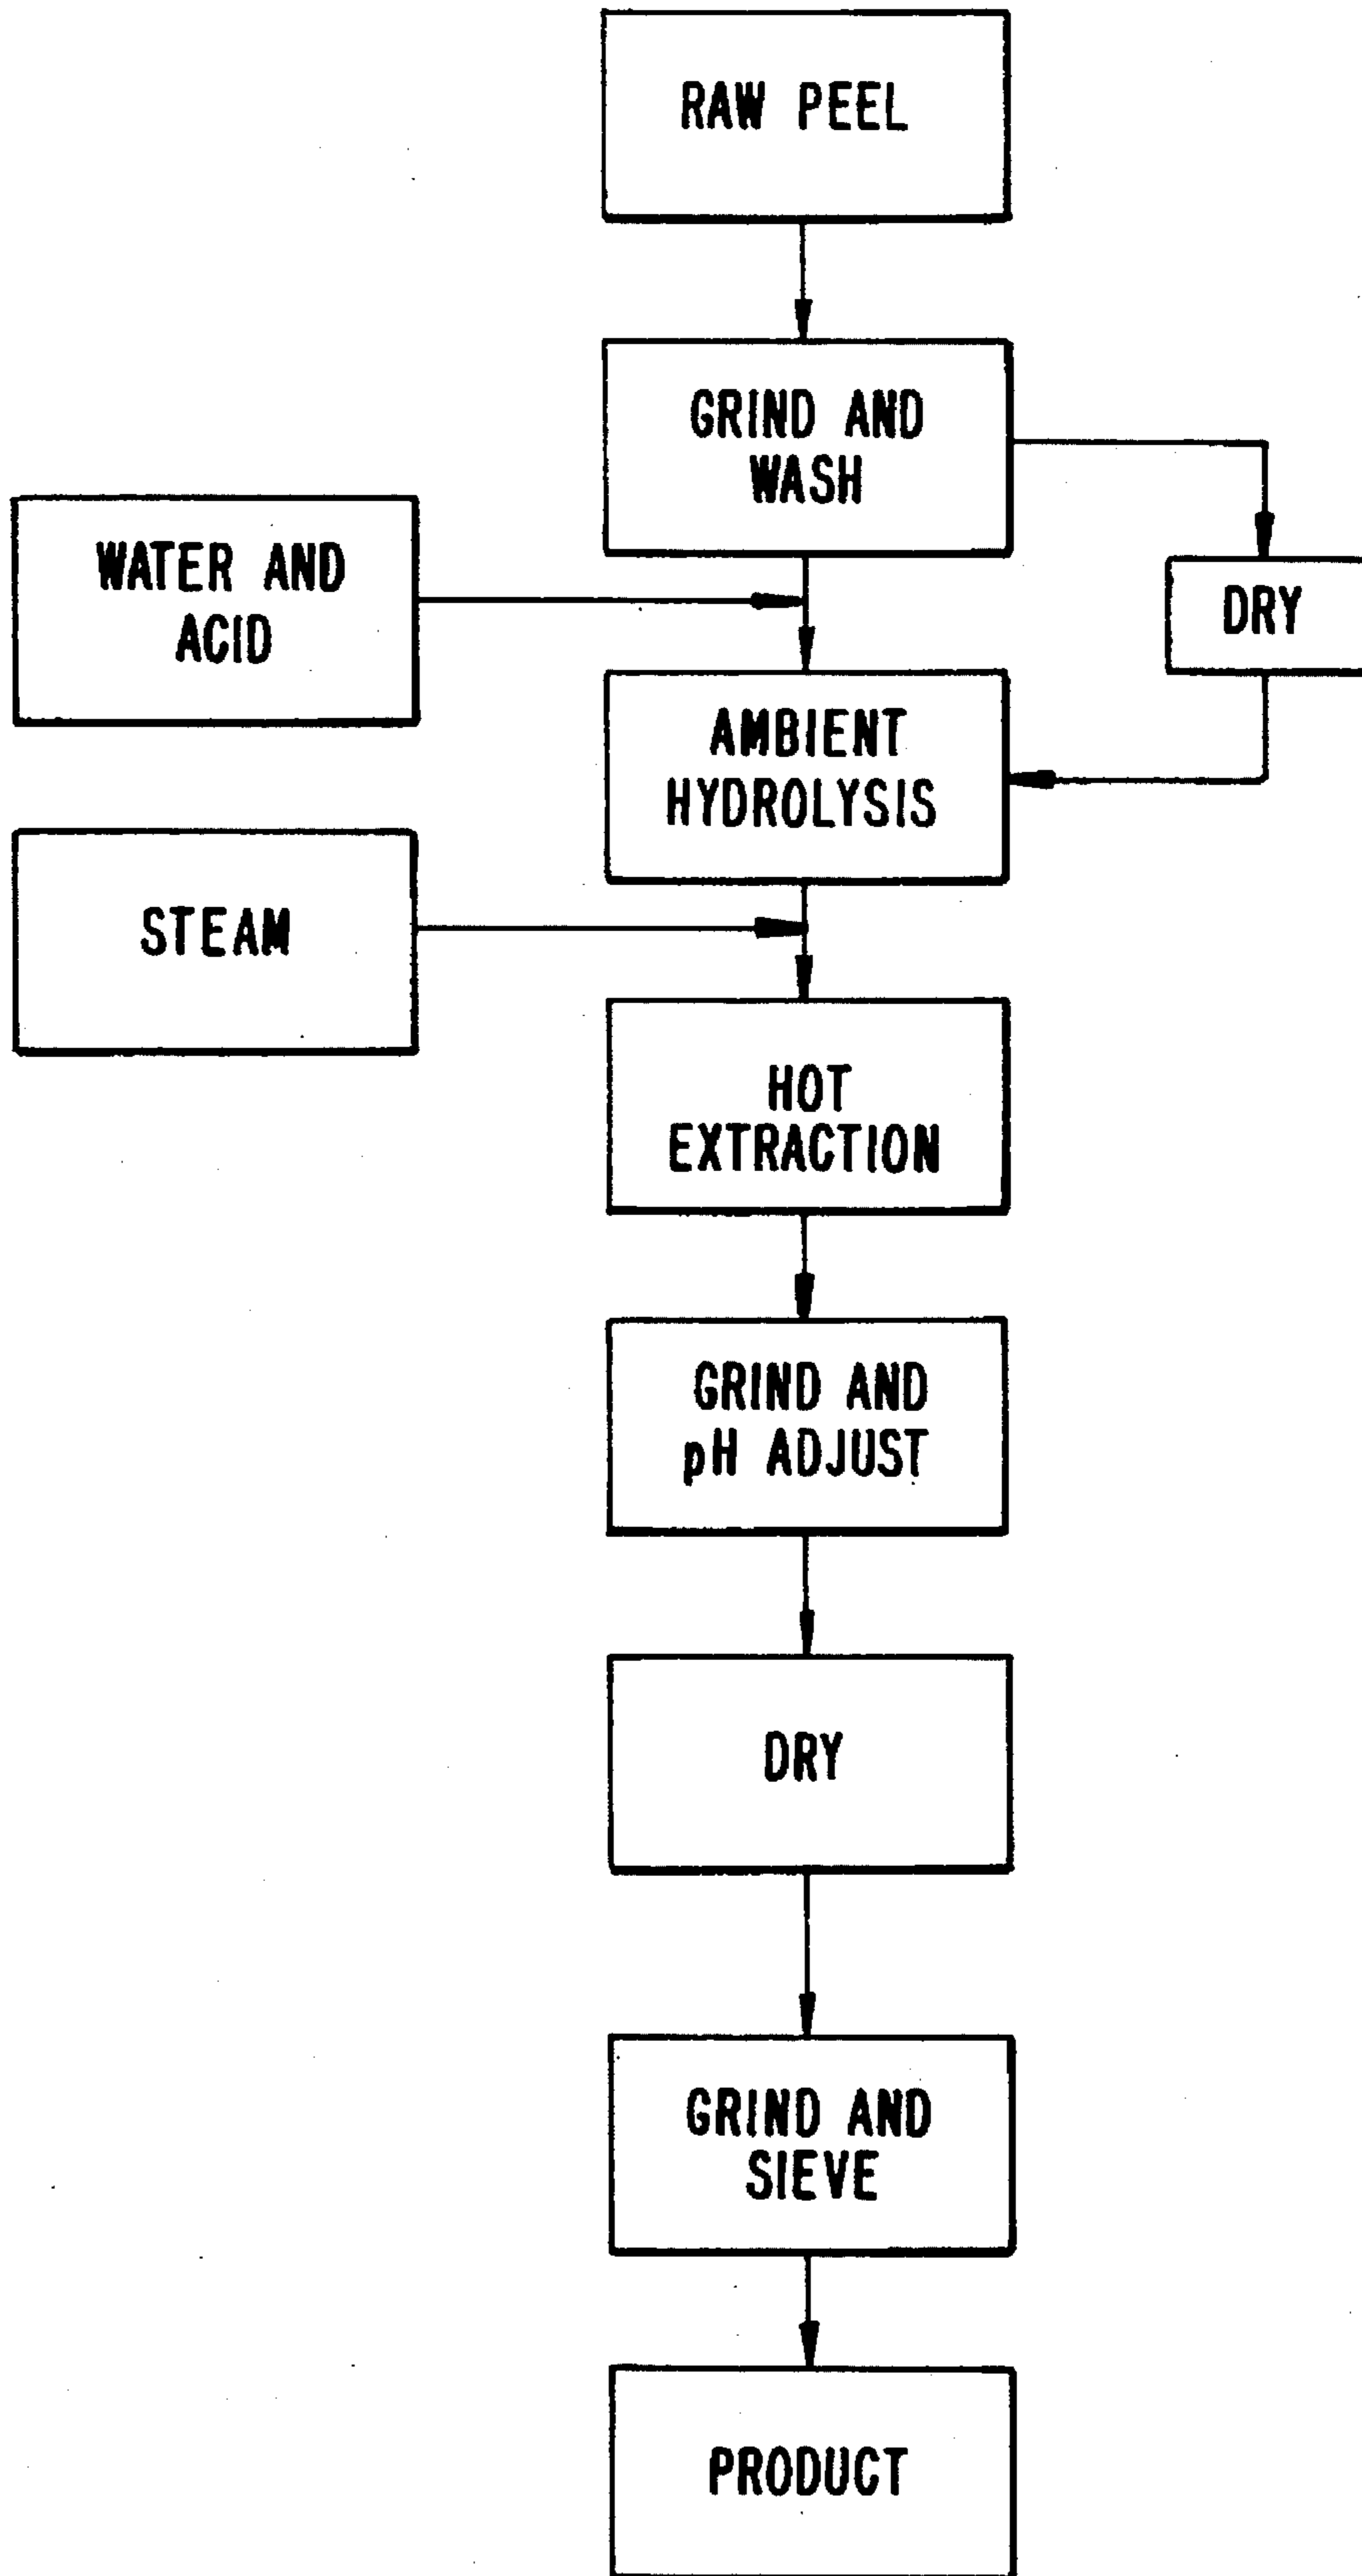 RAW PEEL
GRIND AND
WASH
WATER AND
ACID
DRY
AMBIENT
HYDROLYSIS
STEAM
HOT
EXTRACTION
GRIND AND
pH ADJUST
DRY
GRIND AND
SIEVE
PRODUCT